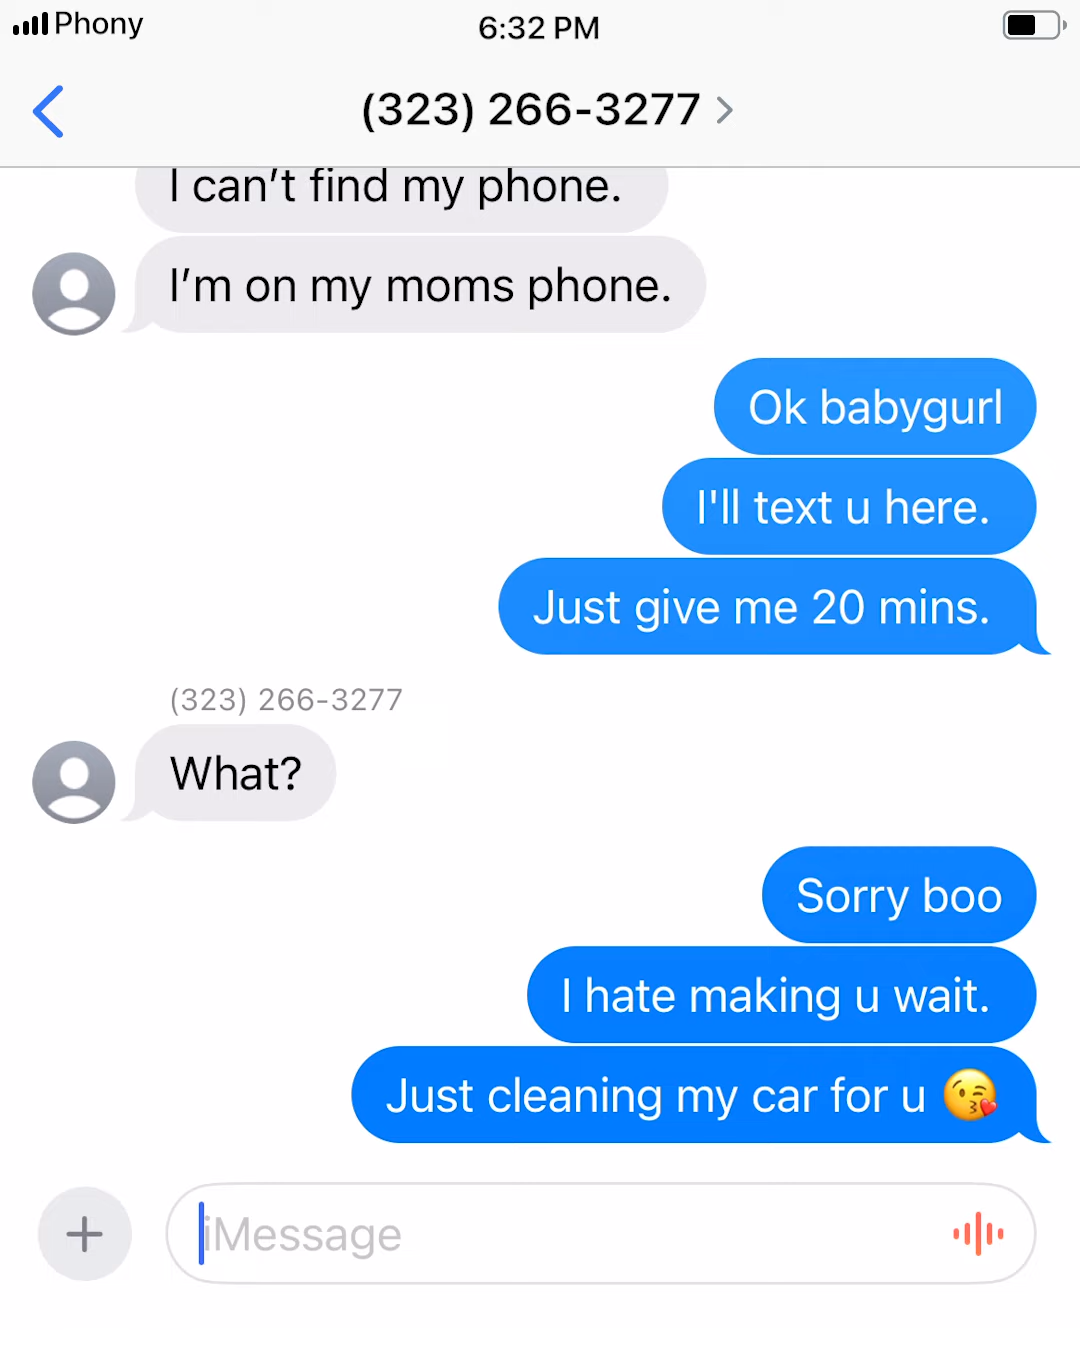 Phony
6:32 PM
(323) 266-3277
I can’t find my phone.
I’m on my moms phone.
Ok babygurl
I'll text u here.
Just give me 20 mins.
(323) 266-3277
What?
Sorry boo
I hate making u wait.
Just cleaning my car for u 😘
iMessage